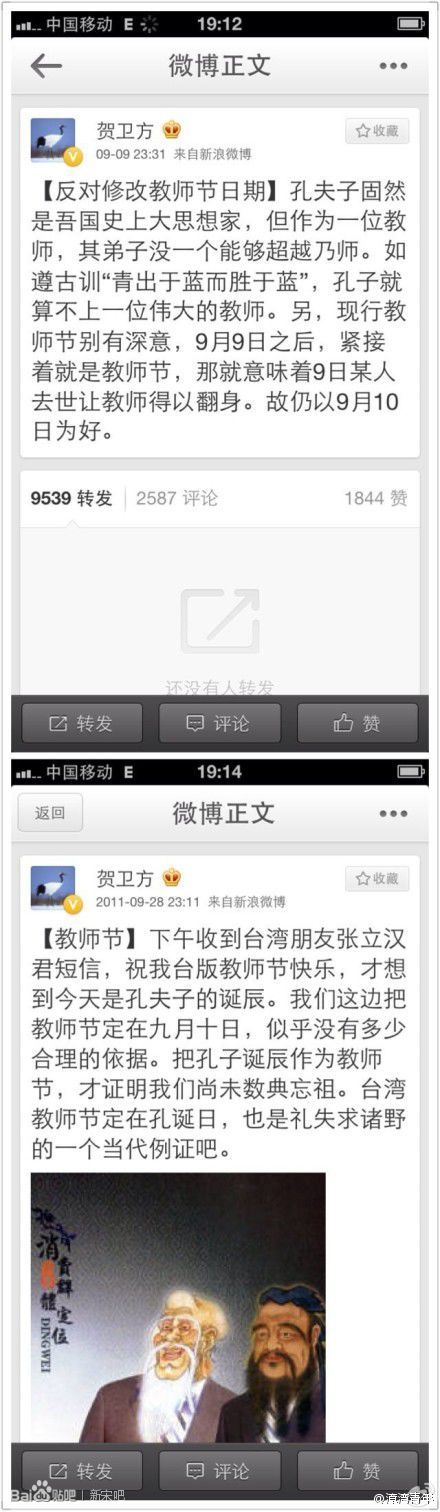 中国移动 E 19:12
微博正文
贺卫方
收藏
09-09 23:31 来自新浪微博
【反对修改教师节日期】孔夫子固然
是吾国史上大思想家，但作为一位教
师，其弟子没一个能够超越乃师。如
遵古训“青出于蓝而胜于蓝”，孔子就
算不上一位伟大的教师。另，现行教
师节别有深意，9月9日之后，紧接
着就是教师节，那就意味着9日某人
去世让教师得以翻身。故仍以9月10
日为好。
9539 转发 2587 评论 1844 赞
还没有人转发
转发 评论 赞
中国移动 E 19:14
返回 微博正文
贺卫方
收藏
2011-09-28 23:11 来自新浪微博
【教师节】下午收到台湾朋友张立汉
君短信，祝我台版教师节快乐，才想
到今天是孔夫子的诞辰。我们这边把
教师节定在九月十日，似乎没有多少
合理的依据。把孔子诞辰作为教师
节，才证明我们尚未数典忘祖。台湾
教师节定在孔诞日，也是礼失求诸野
的一个当代例证吧。
消费群定位
DINGWEI
转发 评论 赞
Baidu贴吧 | 新宋吧